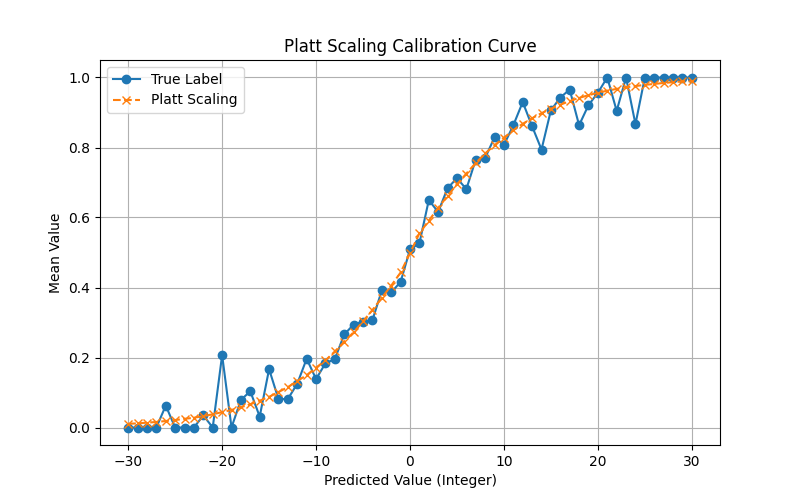 Platt Scaling Calibration Curve
True Label
Platt Scaling
1.0
0.8
0.6
0.4
0.2
0.0
Mean Value
−30 −20 −10 0 10 20 30
Predicted Value (Integer)